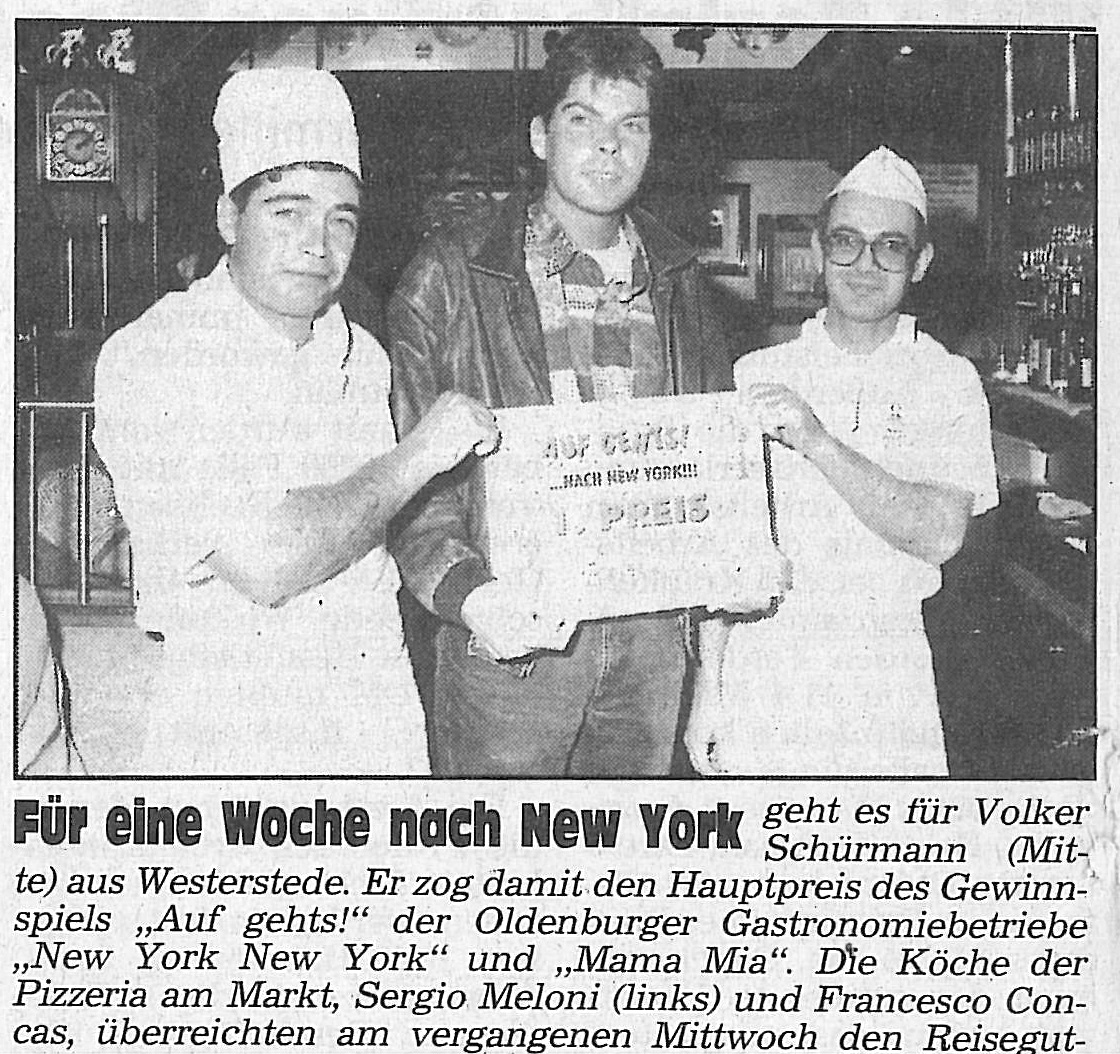 AUF GEHTS!
...NACH NEW YORK!!!
1. PREIS
Für eine Woche nach New York geht es für Volker
Schürmann (Mit-
te) aus Westerstede. Er zog damit den Hauptpreis des Gewinn-
spiels „Auf gehts!“ der Oldenburger Gastronomiebetriebe
„New York New York“ und „Mama Mia“. Die Köche der
Pizzeria am Markt, Sergio Meloni (links) und Francesco Con-
cas, überreichten am vergangenen Mittwoch den Reisegut-